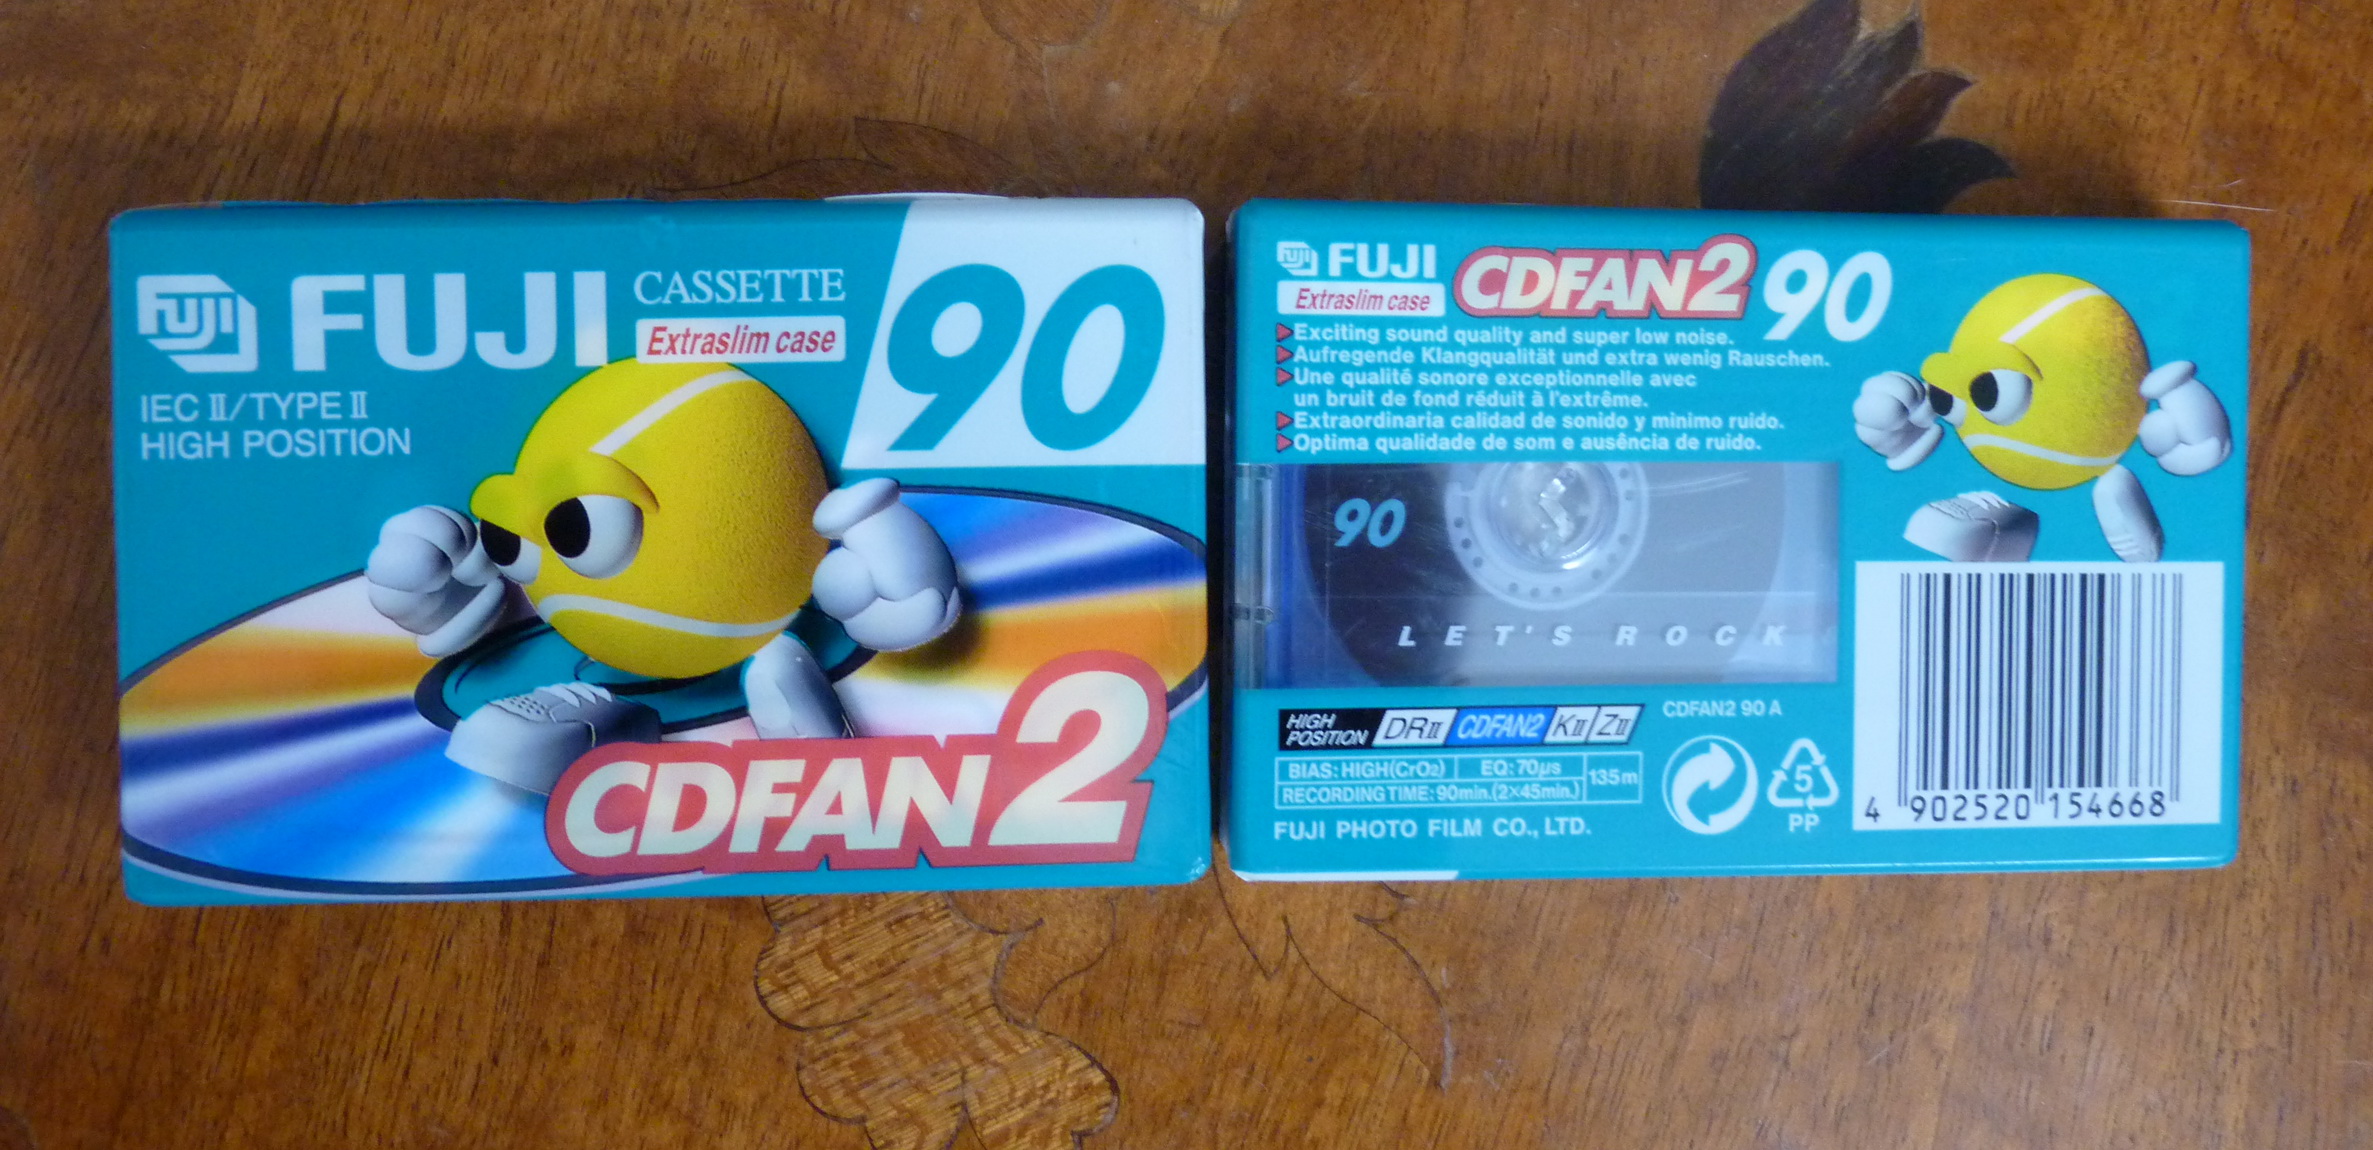 FUJI
FUJI
CASSETTE
Extraslim case
90
IEC II/TYPE II
HIGH POSITION
CDFAN2
FUJI
FUJI
Extraslim case
CDFAN2
90
Exciting sound quality and super low noise.
Aufregende Klangqualität und extra wenig Rauschen.
Une qualité sonore exceptionnelle avec
un bruit de fond réduit à l'extrême.
Extraordinaria calidad de sonido y minimo ruido.
Optima qualidade de som e ausência de ruido.
90
LET'S ROCK
HIGH
POSITION
DRII CDFAN2 KII ZII
CDFAN2 90 A
BIAS:HIGH(CrO2) EQ:70µs
135m
RECORDING TIME:90min.(2×45min.)
FUJI PHOTO FILM CO., LTD.
5
PP
4 902520 154668